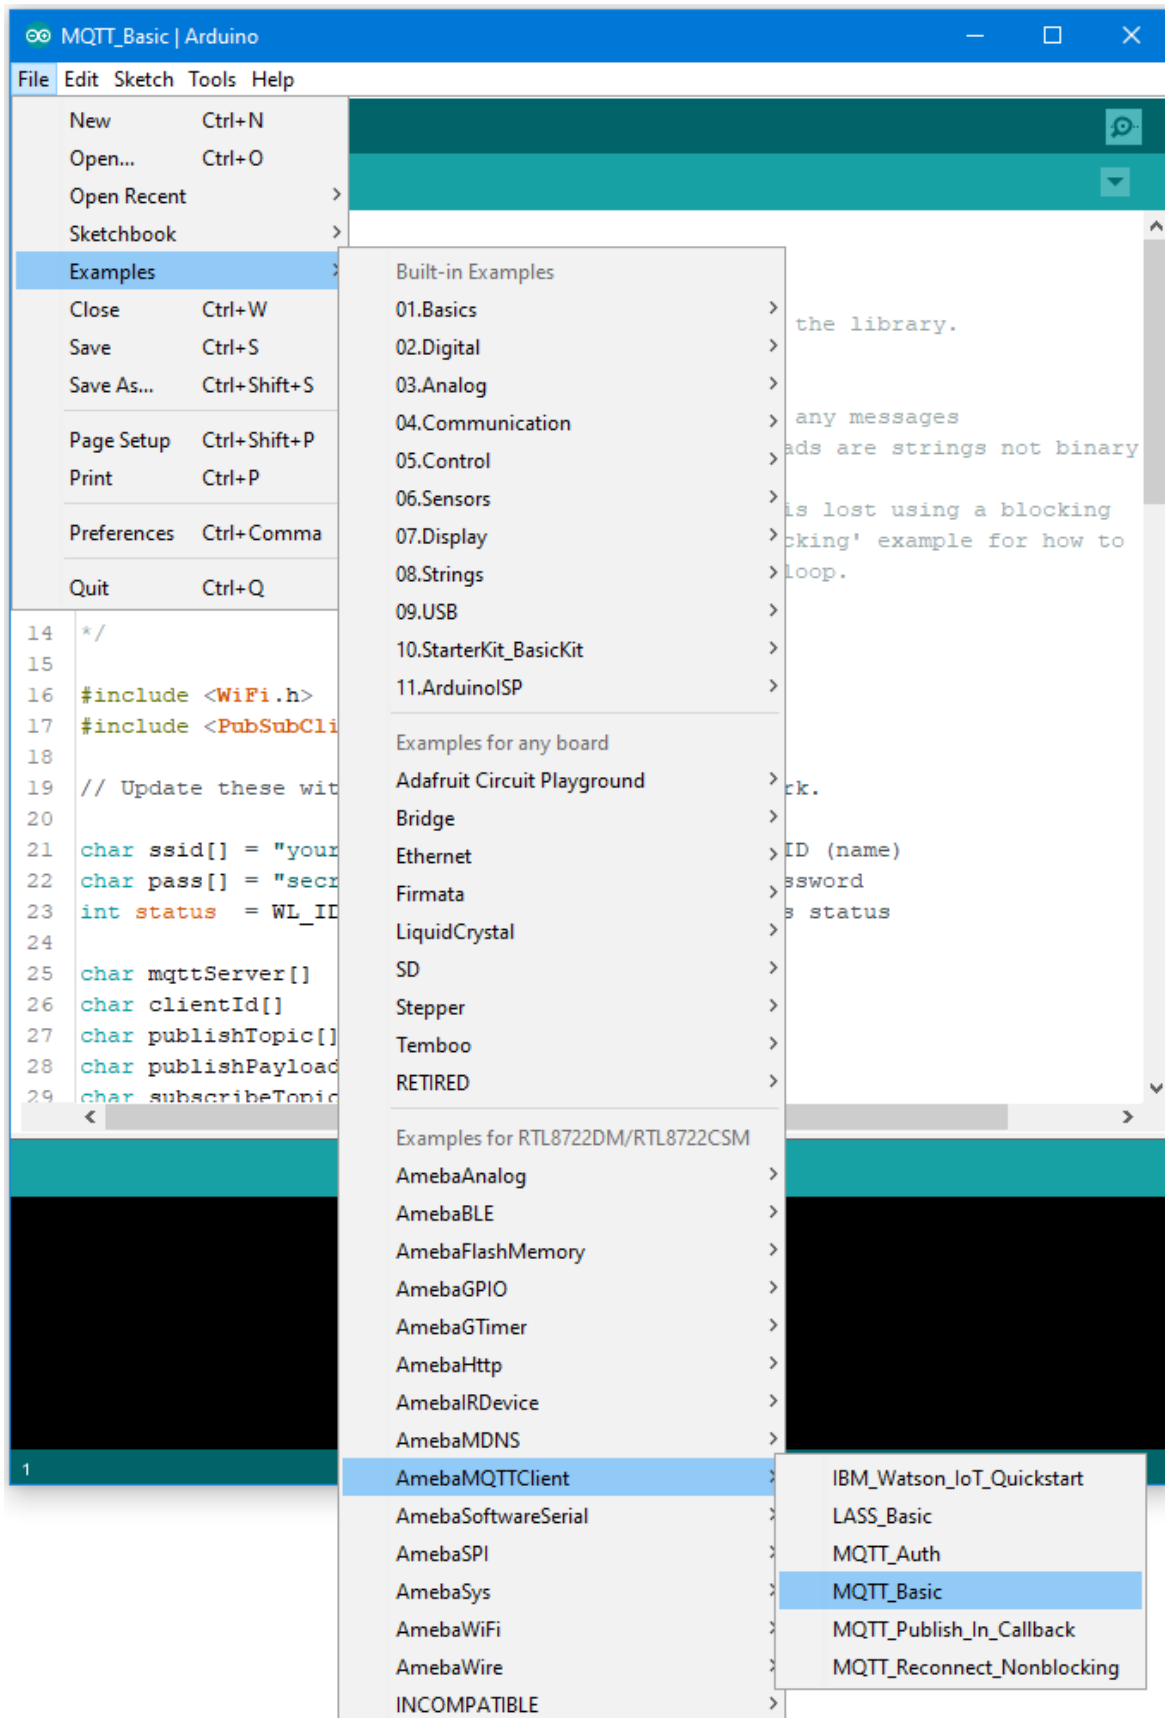 MQTT_Basic | Arduino
File Edit Sketch Tools Help
New Ctrl+N
Open... Ctrl+O
Open Recent
Sketchbook
Examples
Close Ctrl+W
Save Ctrl+S
Save As... Ctrl+Shift+S
Page Setup Ctrl+Shift+P
Print Ctrl+P
Preferences Ctrl+Comma
Quit Ctrl+Q
Built-in Examples
01.Basics
02.Digital
03.Analog
04.Communication
05.Control
06.Sensors
07.Display
08.Strings
09.USB
10.StarterKit_BasicKit
11.ArduinoISP
Examples for any board
Adafruit Circuit Playground
Bridge
Ethernet
Firmata
LiquidCrystal
SD
Stepper
Temboo
RETIRED
Examples for RTL8722DM/RTL8722CSM
AmebaAnalog
AmebaBLE
AmebaFlashMemory
AmebaGPIO
AmebaGTimer
AmebaHttp
AmebaIRDevice
AmebaMDNS
AmebaMQTTClient
AmebaSoftwareSerial
AmebaSPI
AmebaSys
AmebaWiFi
AmebaWire
INCOMPATIBLE
IBM_Watson_IoT_Quickstart
LASS_Basic
MQTT_Auth
MQTT_Basic
MQTT_Publish_In_Callback
MQTT_Reconnect_Nonblocking
the library.
any messages
ads are strings not binary
is lost using a blocking
cking' example for how to
loop.
14 */
15
16 #include <WiFi.h>
17 #include <PubSubCli
18
19 // Update these wit rk.
20
21 char ssid[] = "your ID (name)
22 char pass[] = "secr ssword
23 int status = WL_ID s status
24
25 char mqttServer[]
26 char clientId[]
27 char publishTopic[]
28 char publishPayload
29 char subscribeTopic
1